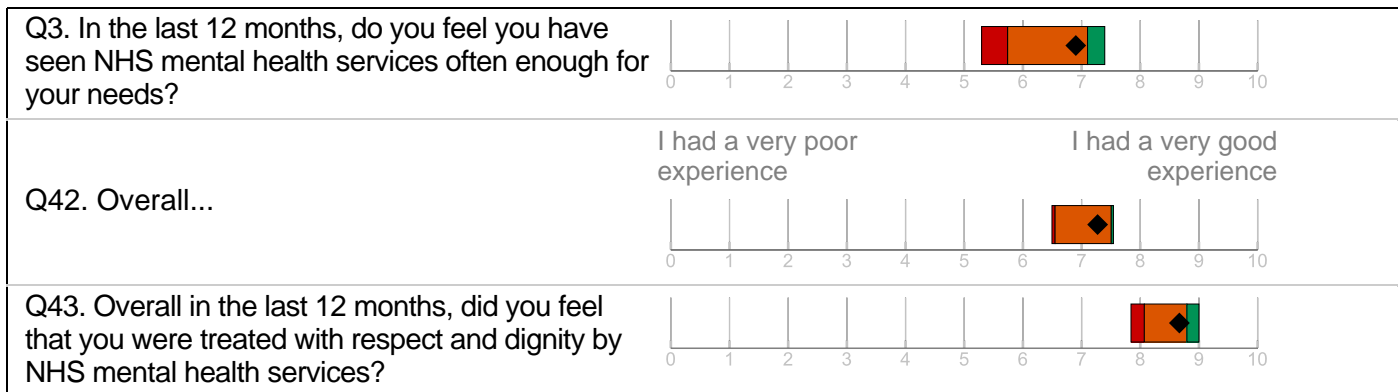 Q3. In the last 12 months, do you feel you have
seen NHS mental health services often enough for
your needs?
0 1 2 3 4 5 6 7 8 9 10
I had a very poor
experience
I had a very good
experience
Q42. Overall...
0 1 2 3 4 5 6 7 8 9 10
Q43. Overall in the last 12 months, did you feel
that you were treated with respect and dignity by
NHS mental health services?
0 1 2 3 4 5 6 7 8 9 10